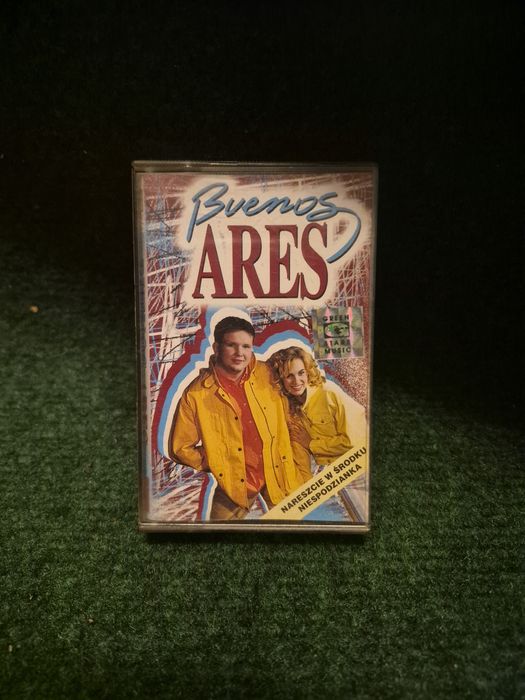 Buenos
ARES
GREEN
STAR
MUSIC
NARESZCIE W ŚRODKU
NIESPODZIANKA